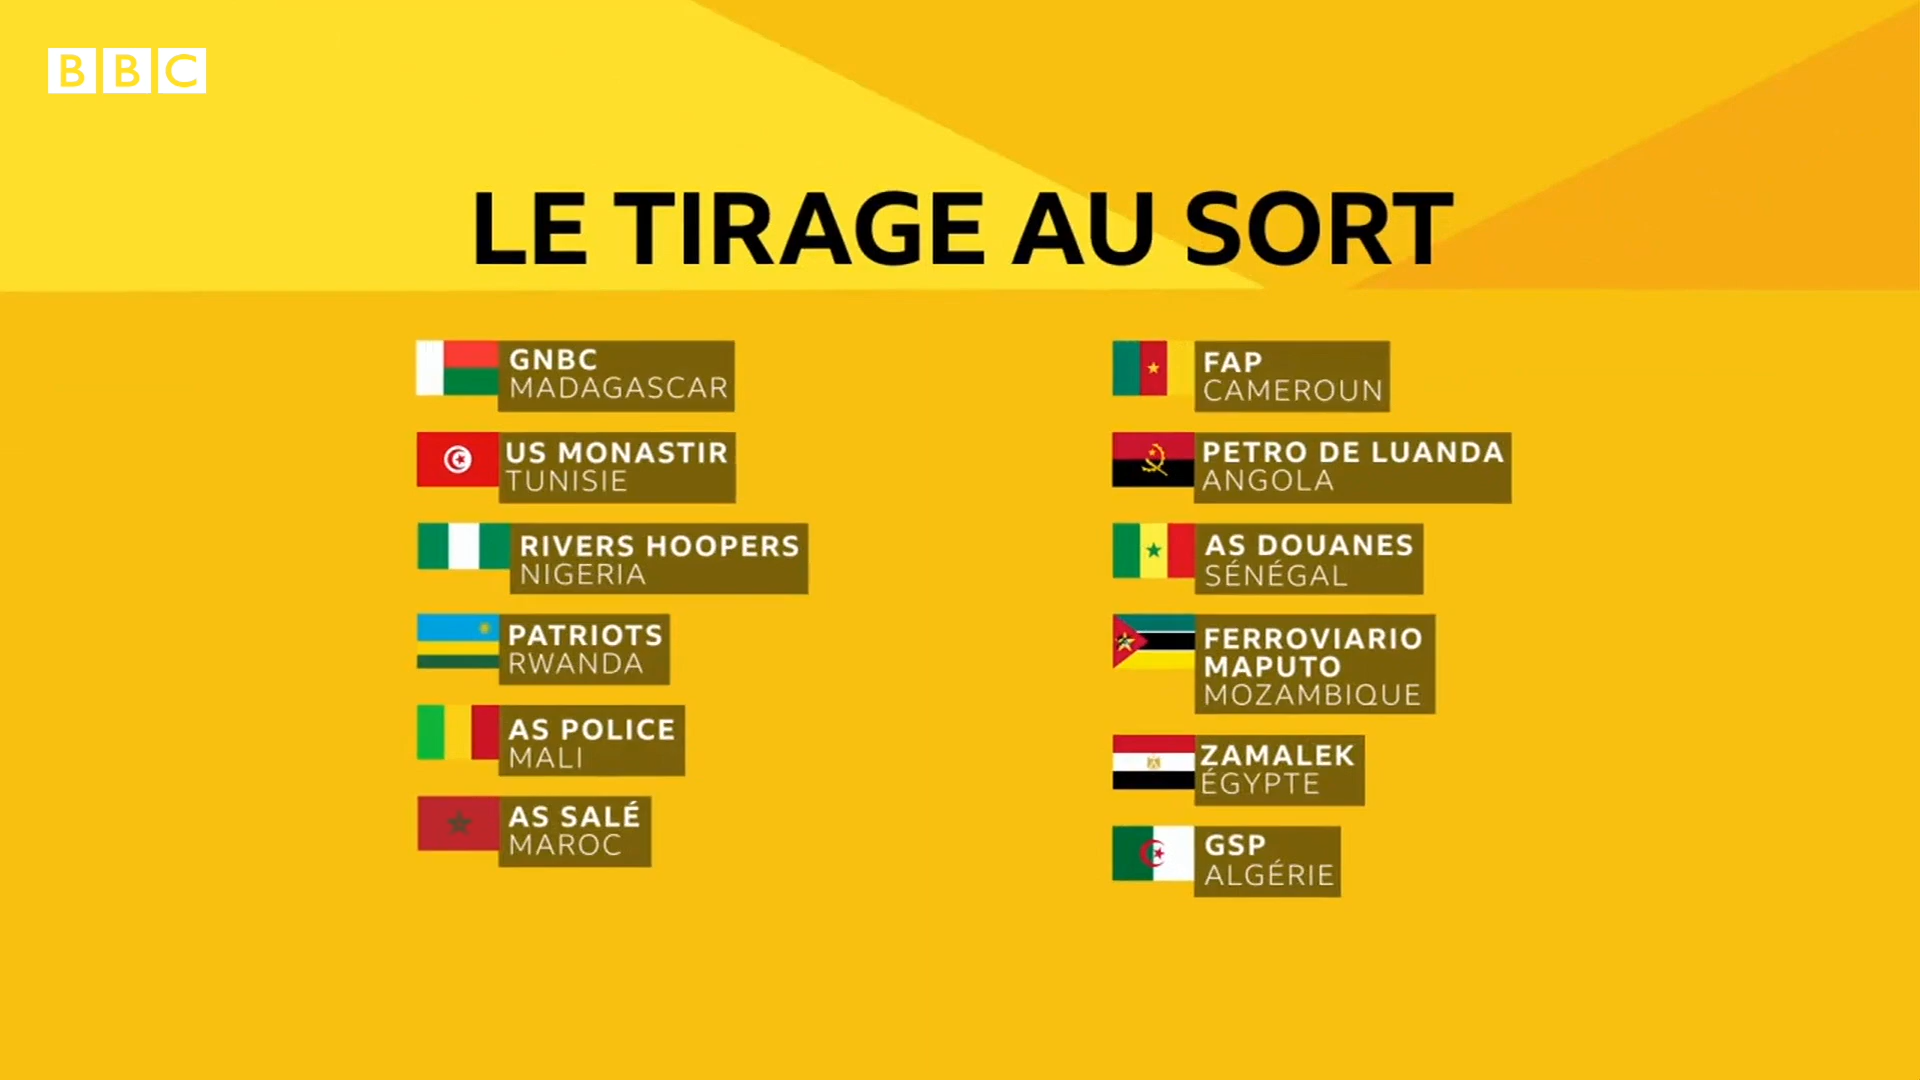 BBC
LE TIRAGE AU SORT
GNBC
MADAGASCAR
US MONASTIR
TUNISIE
RIVERS HOOPERS
NIGERIA
PATRIOTS
RWANDA
AS POLICE
MALI
AS SALÉ
MAROC
FAP
CAMEROUN
PETRO DE LUANDA
ANGOLA
AS DOUANES
SÉNÉGAL
FERROVIARIO
MAPUTO
MOZAMBIQUE
ZAMALEK
ÉGYPTE
GSP
ALGÉRIE